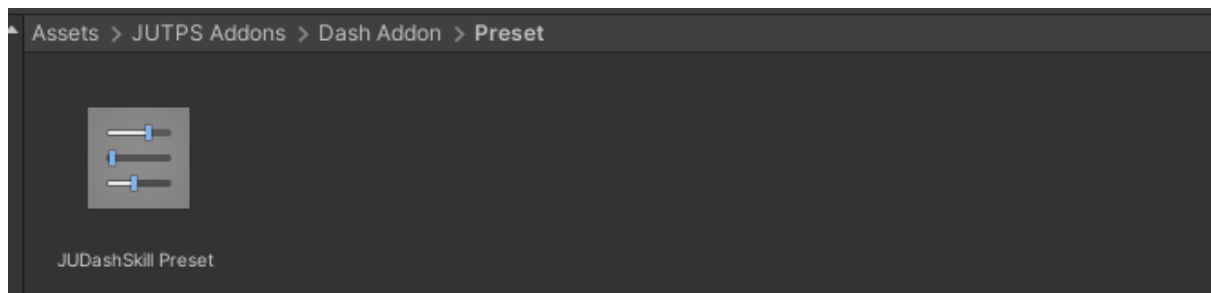 Assets > JUTPS Addons > Dash Addon > Preset
JUDashSkill Preset